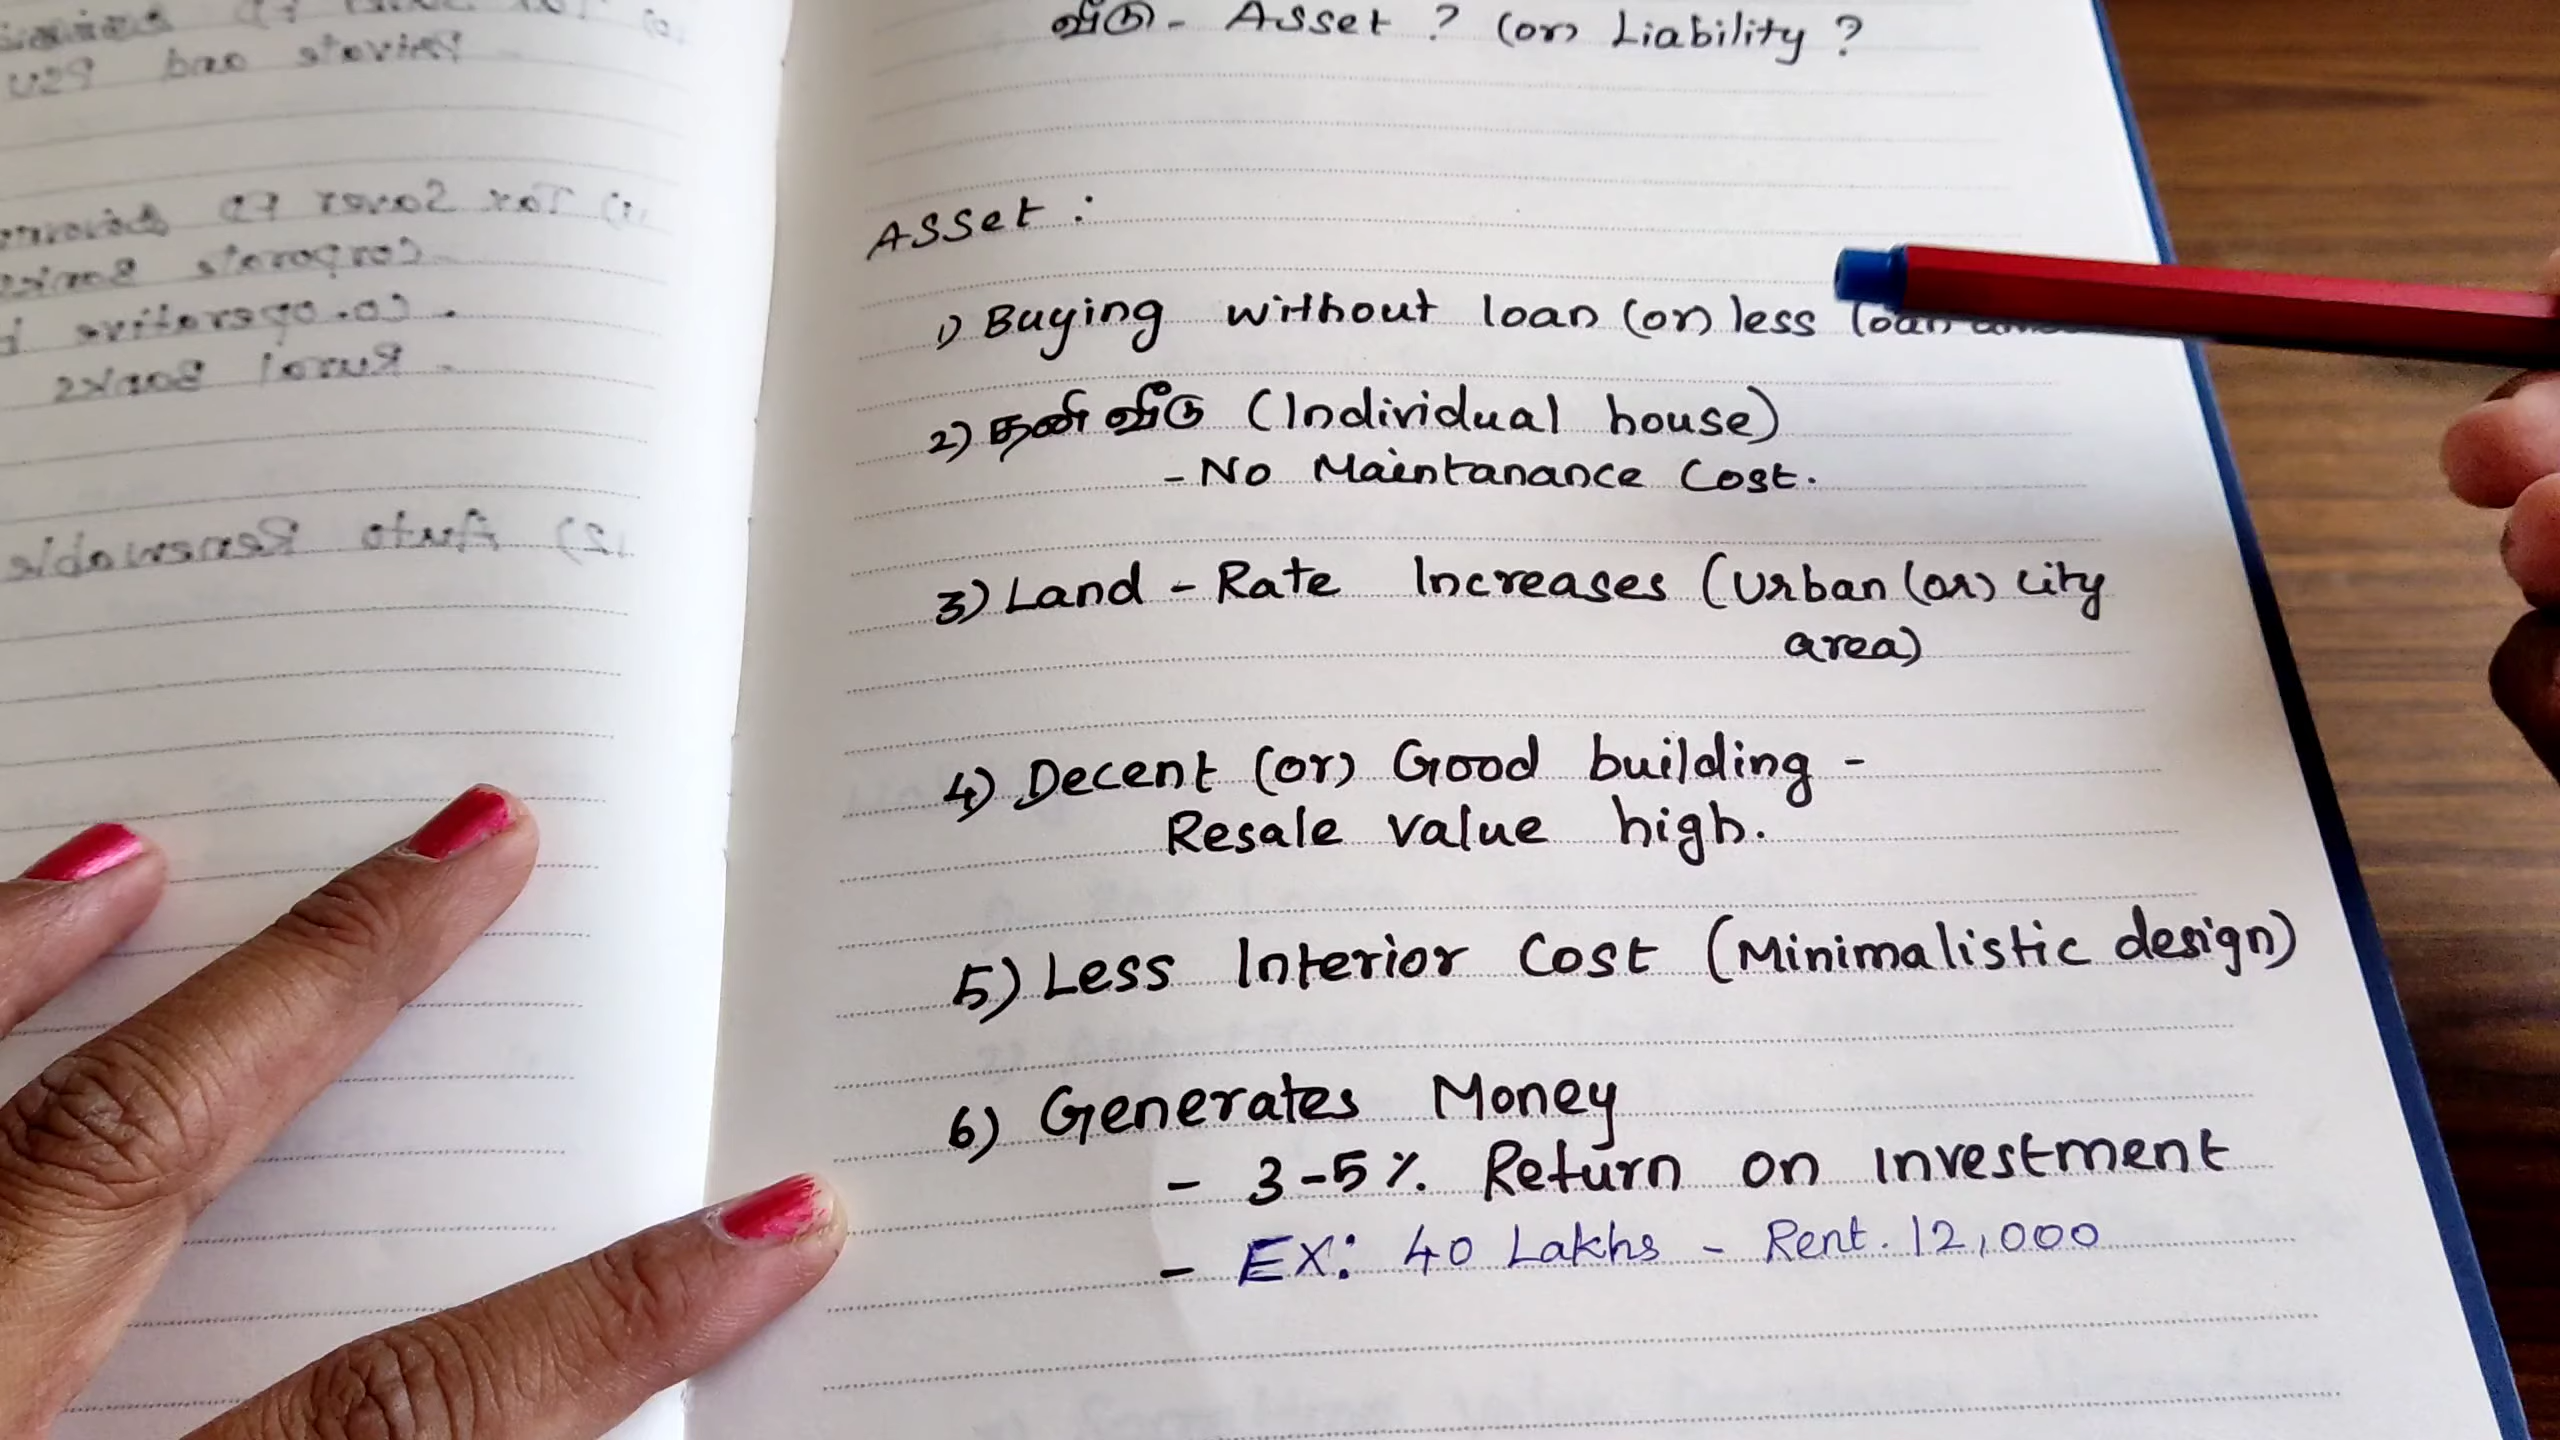 வீடு - Asset ? (or) Liability ?
Asset :
1) Buying without loan (or) less loan
2) தனி வீடு (Individual house)
- No Maintanance Cost.
3) Land - Rate Increases (Urban (or) city
area)
4) Decent (or) Good building -
Resale value high.
5) Less Interior Cost (Minimalistic design)
6) Generates Money
- 3-5% Return on investment
- EX: 40 Lakhs - Rent. 12,000